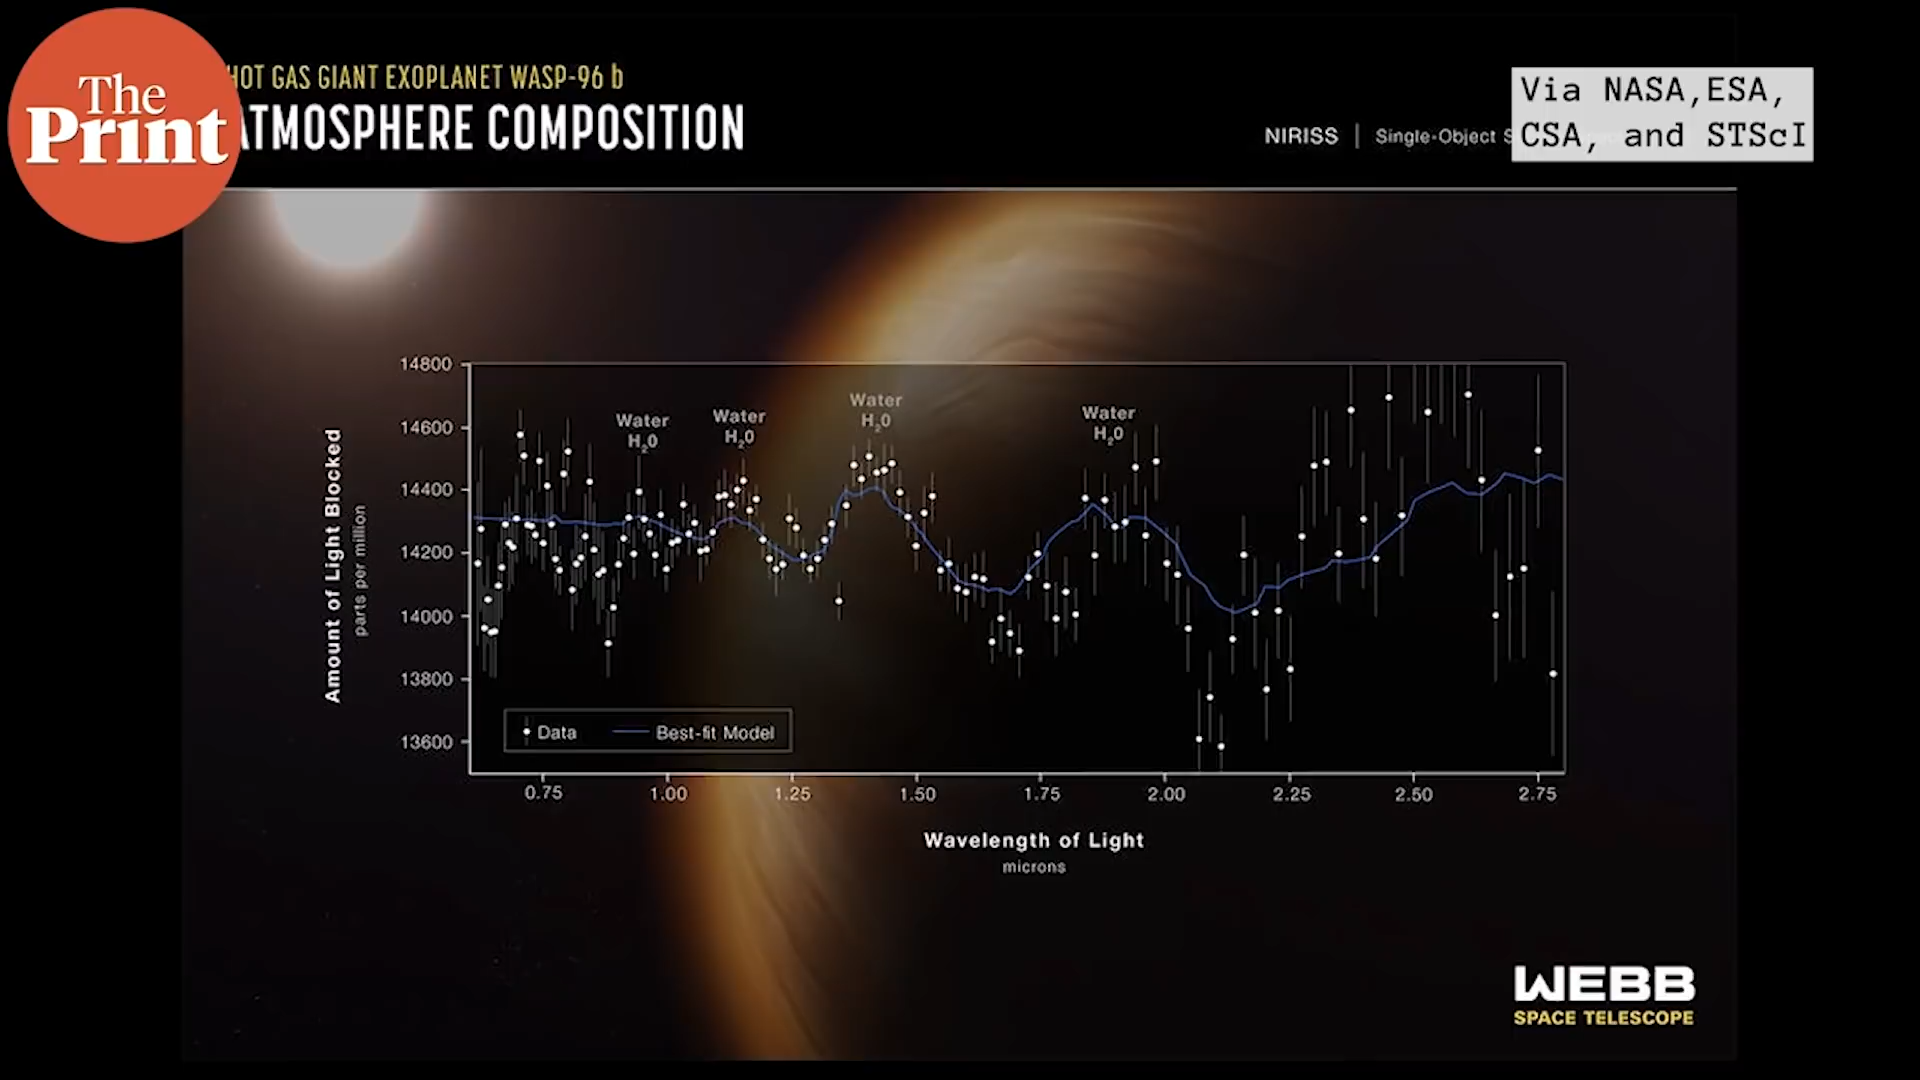 The
Print
HOT GAS GIANT EXOPLANET WASP-96 b
ATMOSPHERE COMPOSITION
NIRISS | Single-Object
Via NASA,ESA,
CSA, and STScI
14800
14600
14400
14200
14000
13800
13600
Amount of Light Blocked
parts per million
Water
H2O
Water
H2O
Water
H2O
Water
H2O
Data
Best-fit Model
0.75 1.00 1.25 1.50 1.75 2.00 2.25 2.50 2.75
Wavelength of Light
microns
WEBB
SPACE TELESCOPE